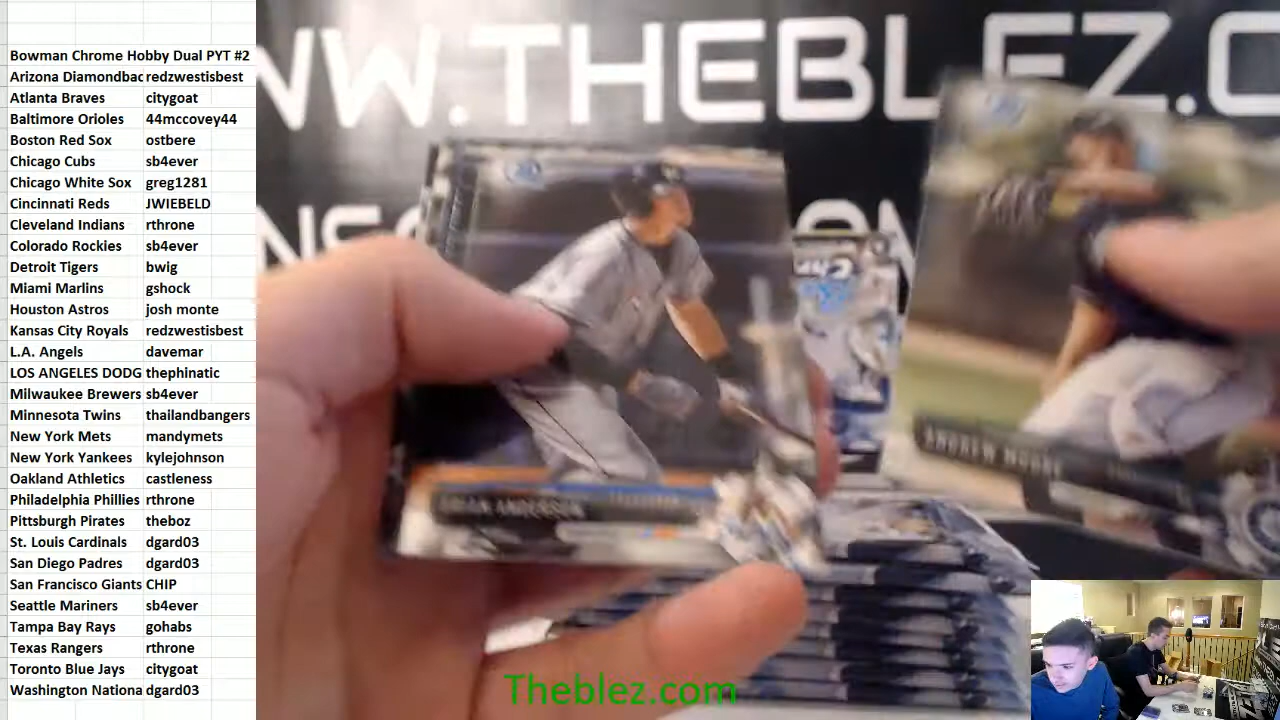 Bowman Chrome Hobby Dual PYT #2
Arizona Diamondbac redzwestisbest
Atlanta Braves citygoat
Baltimore Orioles 44mccovey44
Boston Red Sox ostbere
Chicago Cubs sb4ever
Chicago White Sox greg1281
Cincinnati Reds JWIEBELD
Cleveland Indians rthrone
Colorado Rockies sb4ever
Detroit Tigers bwig
Miami Marlins gshock
Houston Astros josh monte
Kansas City Royals redzwestisbest
L.A. Angels davemar
LOS ANGELES DODG thephinatic
Milwaukee Brewers sb4ever
Minnesota Twins thailandbangers
New York Mets mandymets
New York Yankees kylejohnson
Oakland Athletics castleness
Philadelphia Phillies rthrone
Pittsburgh Pirates theboz
St. Louis Cardinals dgard03
San Diego Padres dgard03
San Francisco Giants CHIP
Seattle Mariners sb4ever
Tampa Bay Rays gohabs
Texas Rangers rthrone
Toronto Blue Jays citygoat
Washington Nationa dgard03
WW.THEBLEZ.C
BRIAN ANDERSON
ANDREW MOORE
Theblez.com